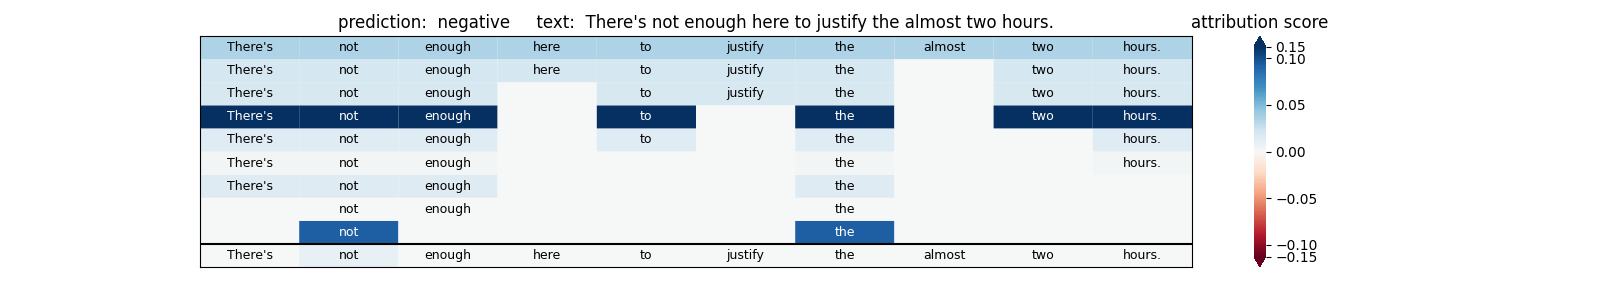 prediction:  negative     text:  There's not enough here to justify the almost two hours.
attribution score
There's not enough here to justify the almost two hours.
There's not enough here to justify the two hours.
There's not enough to justify the two hours.
There's not enough to the two hours.
There's not enough to the hours.
There's not enough the hours.
There's not enough the
not enough the
not the
There's not enough here to justify the almost two hours.
0.15
0.10
0.05
0.00
−0.05
−0.10
−0.15